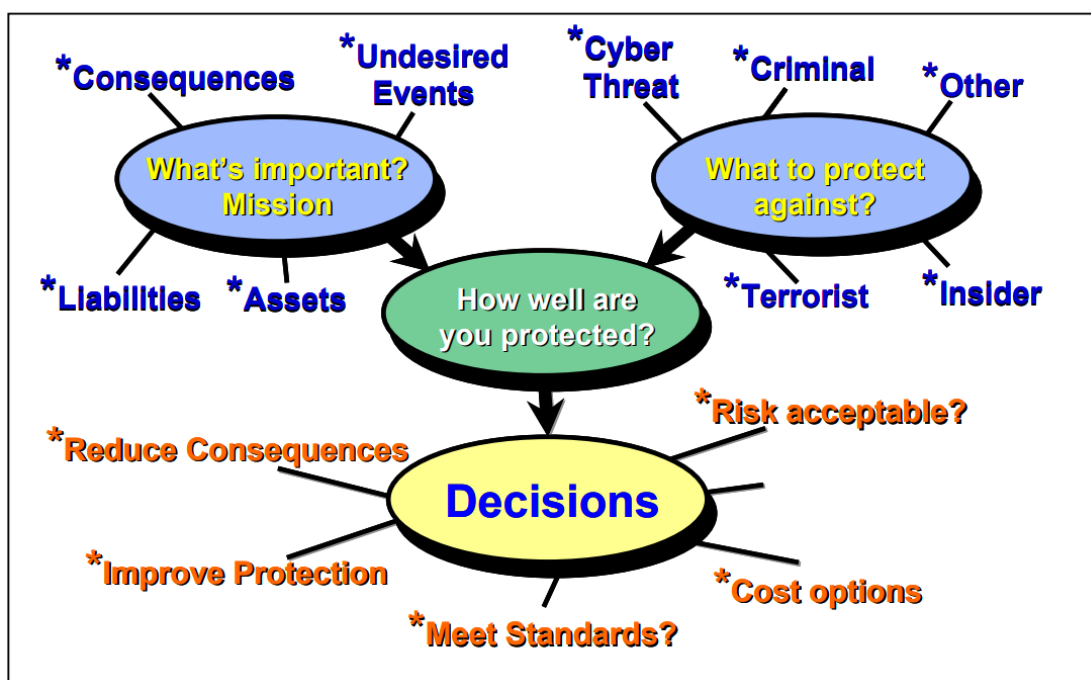 *Consequences
*Undesired
Events
*Cyber
Threat
*Criminal
*Other
What's important?
Mission
What to protect
against?
*Liabilities
*Assets
*Terrorist
*Insider
How well are
you protected?
*Risk acceptable?
*Reduce Consequences
Decisions
*Improve Protection
*Cost options
*Meet Standards?